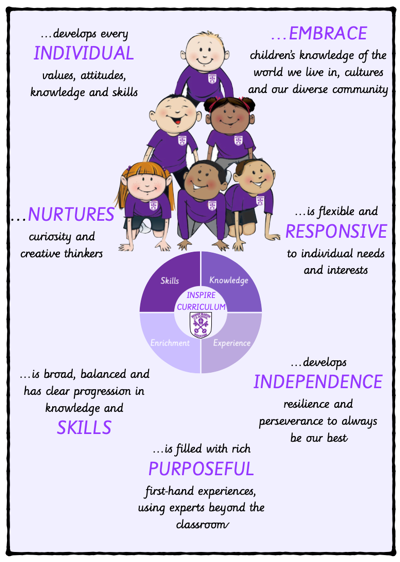 ...develops every
INDIVIDUAL
values, attitudes,
knowledge and skills
...EMBRACE
children's knowledge of the
world we live in, cultures
and our diverse community
...NURTURES
curiosity and
creative thinkers
...is flexible and
RESPONSIVE
to individual needs
and interests
Skills
Knowledge
INSPIRE
CURRICULUM
Enrichment
Experience
...is broad, balanced and
has clear progression in
knowledge and
SKILLS
...develops
INDEPENDENCE
resilience and
perseverance to always
be our best
...is filled with rich
PURPOSEFUL
first-hand experiences,
using experts beyond the
classroom